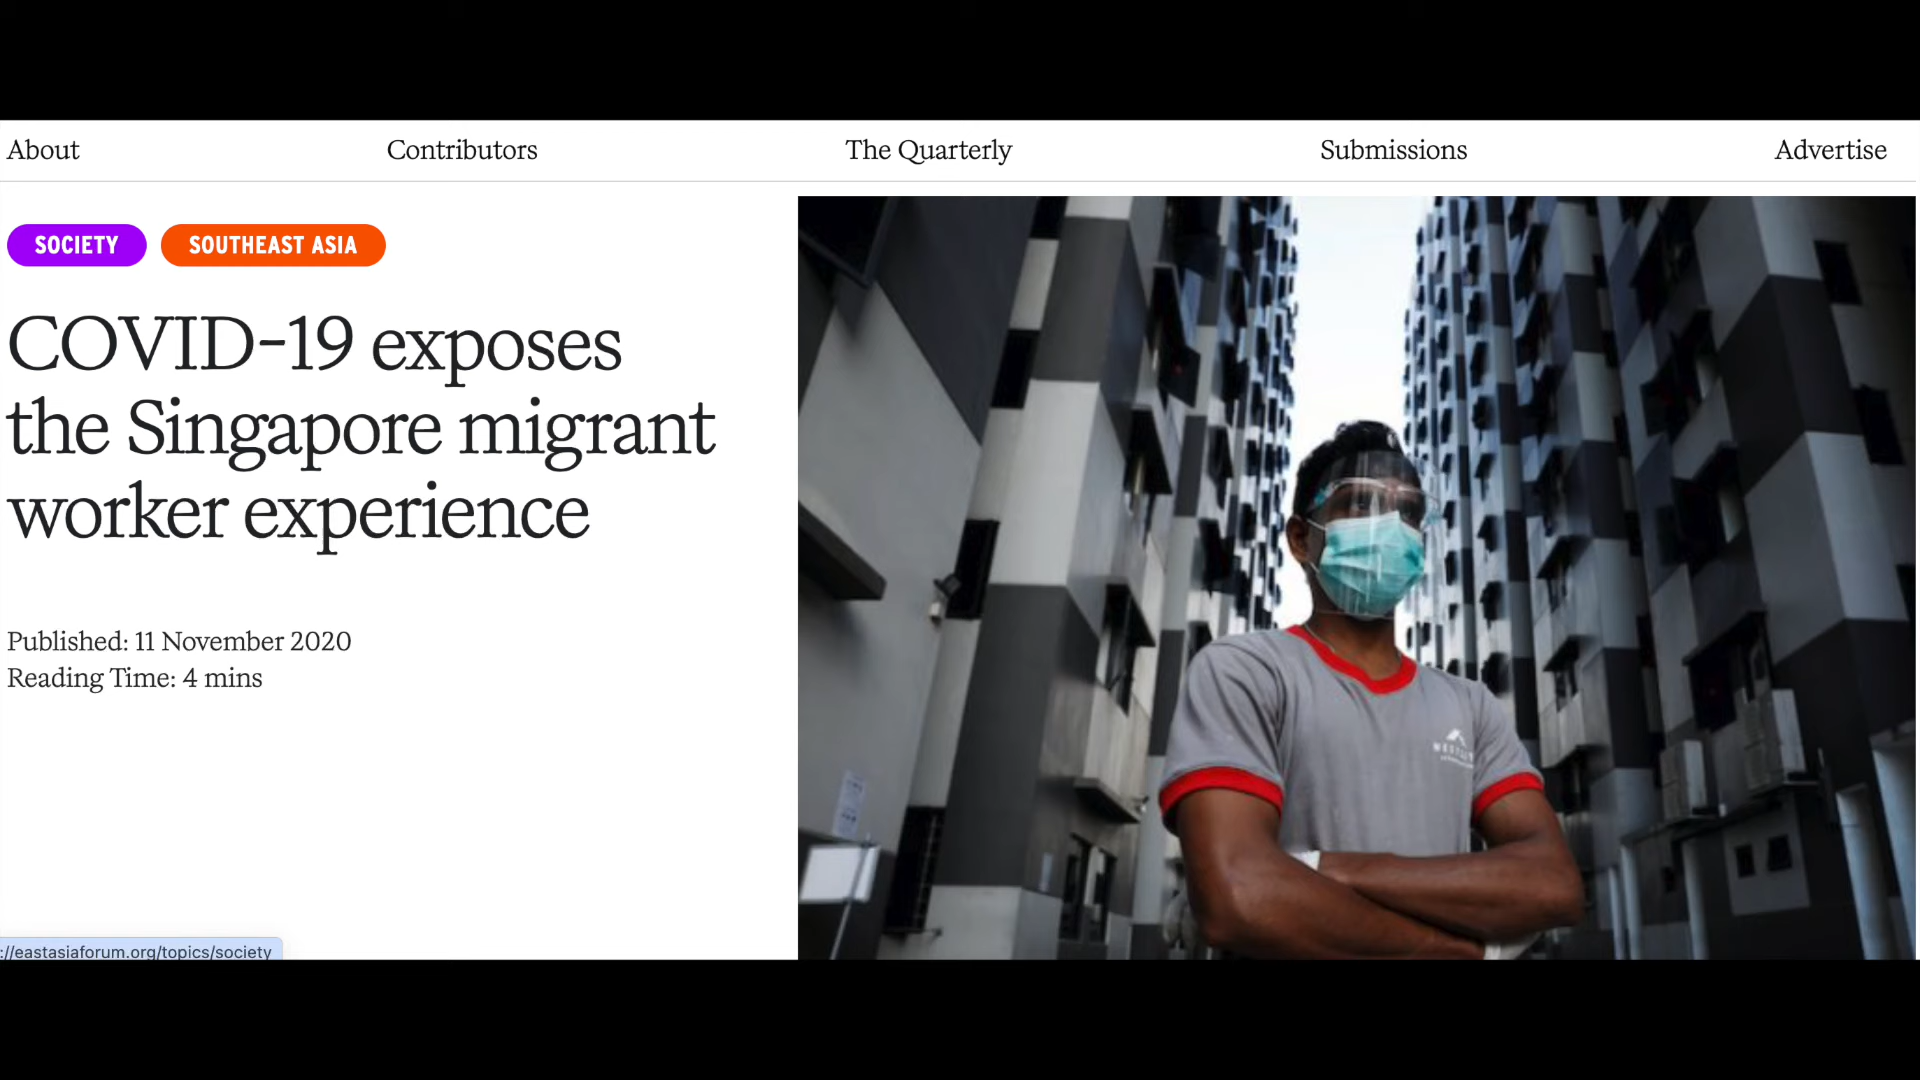 About
Contributors
The Quarterly
Submissions
Advertise
SOCIETY
SOUTHEAST ASIA
COVID-19 exposes
the Singapore migrant
worker experience
Published: 11 November 2020
Reading Time: 4 mins
://eastasiaforum.org/topics/society